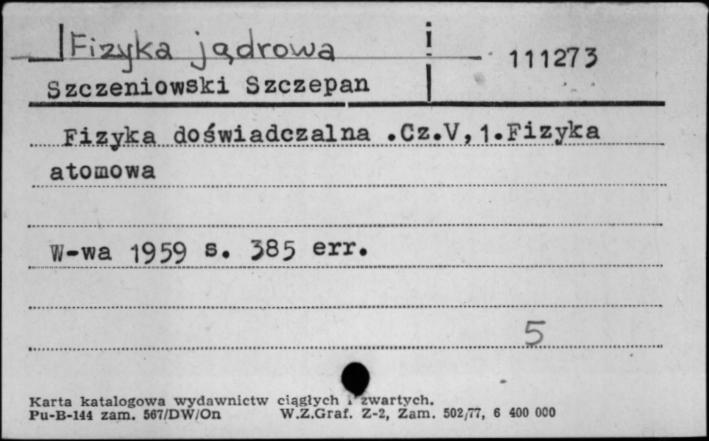 Fizyka jądrowa
111273
Szczeniowski Szczepan
Fizyka doświadczalna .Cz.V,1.Fizyka
atomowa
W-wa 1959 s. 385 err.
5
Karta katalogowa wydawnictw ciągłych i zwartych.
Pu-B-144 zam. 567/DW/On W.Z.Graf. Z-2, Zam. 502/77, 6 400 000